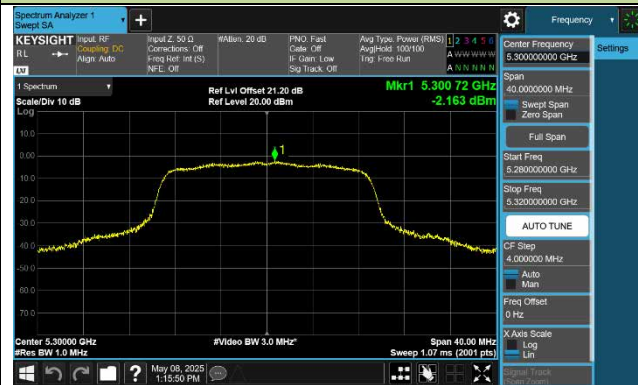 Spectrum Analyzer 1
Swept SA
+
Frequency
KEYSIGHT
RL
LXI
Input: RF
Coupling: DC
Align: Auto
Input Z: 50 Ω
Corrections: Off
Freq Ref: Int (S)
NFE: Off
#Atten: 20 dB
PNO: Fast
Gate: Off
IF Gain: Low
Sig Track: Off
Avg Type: Power (RMS)
Avg|Hold: 100/100
Trig: Free Run
1 2 3 4 5 6
A W W W W W
A N N N N N
1 Spectrum
Scale/Div 10 dB
Log
Ref Lvl Offset 21.20 dB
Ref Level 20.00 dBm
Mkr1 5.300 72 GHz
-2.163 dBm
1
10.0
0.00
10.0
20.0
30.0
40.0
-50.0
60.0
70.0
Center 5.30000 GHz
#Res BW 1.0 MHz
#Video BW 3.0 MHz*
Span 40.00 MHz
Sweep 1.07 ms (2001 pts)
Center Frequency
5.300000000 GHz
Settings
Span
40.0000000 MHz
Swept Span
Zero Span
Full Span
Start Freq
5.280000000 GHz
Stop Freq
5.320000000 GHz
AUTO TUNE
CF Step
4.000000 MHz
Auto
Man
Freq Offset
0 Hz
X Axis Scale
Log
Lin
Signal Track
(Span Zoom)
?
May 08, 2025
1:15:50 PM